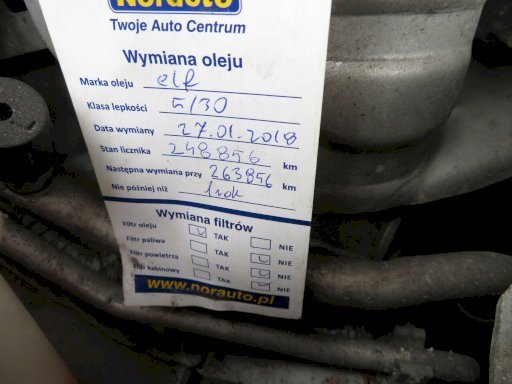 Norauto
Twoje Auto Centrum
Wymiana oleju
Marka oleju elf
Klasa lepkości 5/30
Data wymiany 27.01.2018
Stan licznika 248856 km
Następna wymiana przy 263856 km
Nie później niż 1 rok
Wymiana filtrów
Filtr oleju TAK NIE
Filtr paliwa TAK NIE
Filtr powietrza TAK NIE
Filtr kabinowy TAK NIE
www.norauto.pl